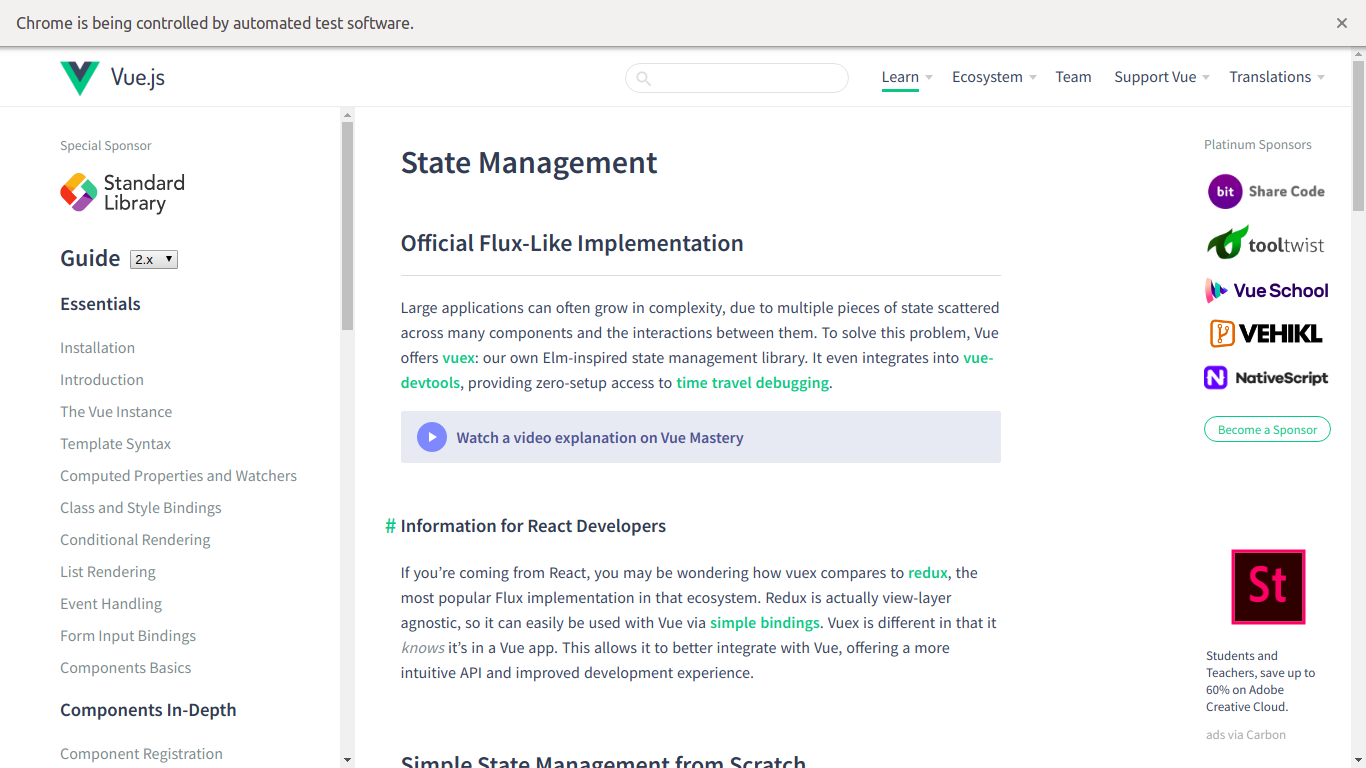 Chrome is being controlled by automated test software.
Vue.js
Learn
Ecosystem
Team
Support Vue
Translations
Special Sponsor
Standard
Library
Guide
2.x
Essentials
Installation
Introduction
The Vue Instance
Template Syntax
Computed Properties and Watchers
Class and Style Bindings
Conditional Rendering
List Rendering
Event Handling
Form Input Bindings
Components Basics
Components In-Depth
Component Registration
State Management
Official Flux-Like Implementation
Large applications can often grow in complexity, due to multiple pieces of state scattered
across many components and the interactions between them. To solve this problem, Vue
offers vuex: our own Elm-inspired state management library. It even integrates into vue-
devtools, providing zero-setup access to time travel debugging.
Watch a video explanation on Vue Mastery
# Information for React Developers
If you’re coming from React, you may be wondering how vuex compares to redux, the
most popular Flux implementation in that ecosystem. Redux is actually view-layer
agnostic, so it can easily be used with Vue via simple bindings. Vuex is different in that it
knows it’s in a Vue app. This allows it to better integrate with Vue, offering a more
intuitive API and improved development experience.
Simple State Management from Scratch
Platinum Sponsors
bit Share Code
tooltwist
Vue School
VEHIKL
N NativeScript
Become a Sponsor
St
Students and
Teachers, save up to
60% on Adobe
Creative Cloud.
ads via Carbon